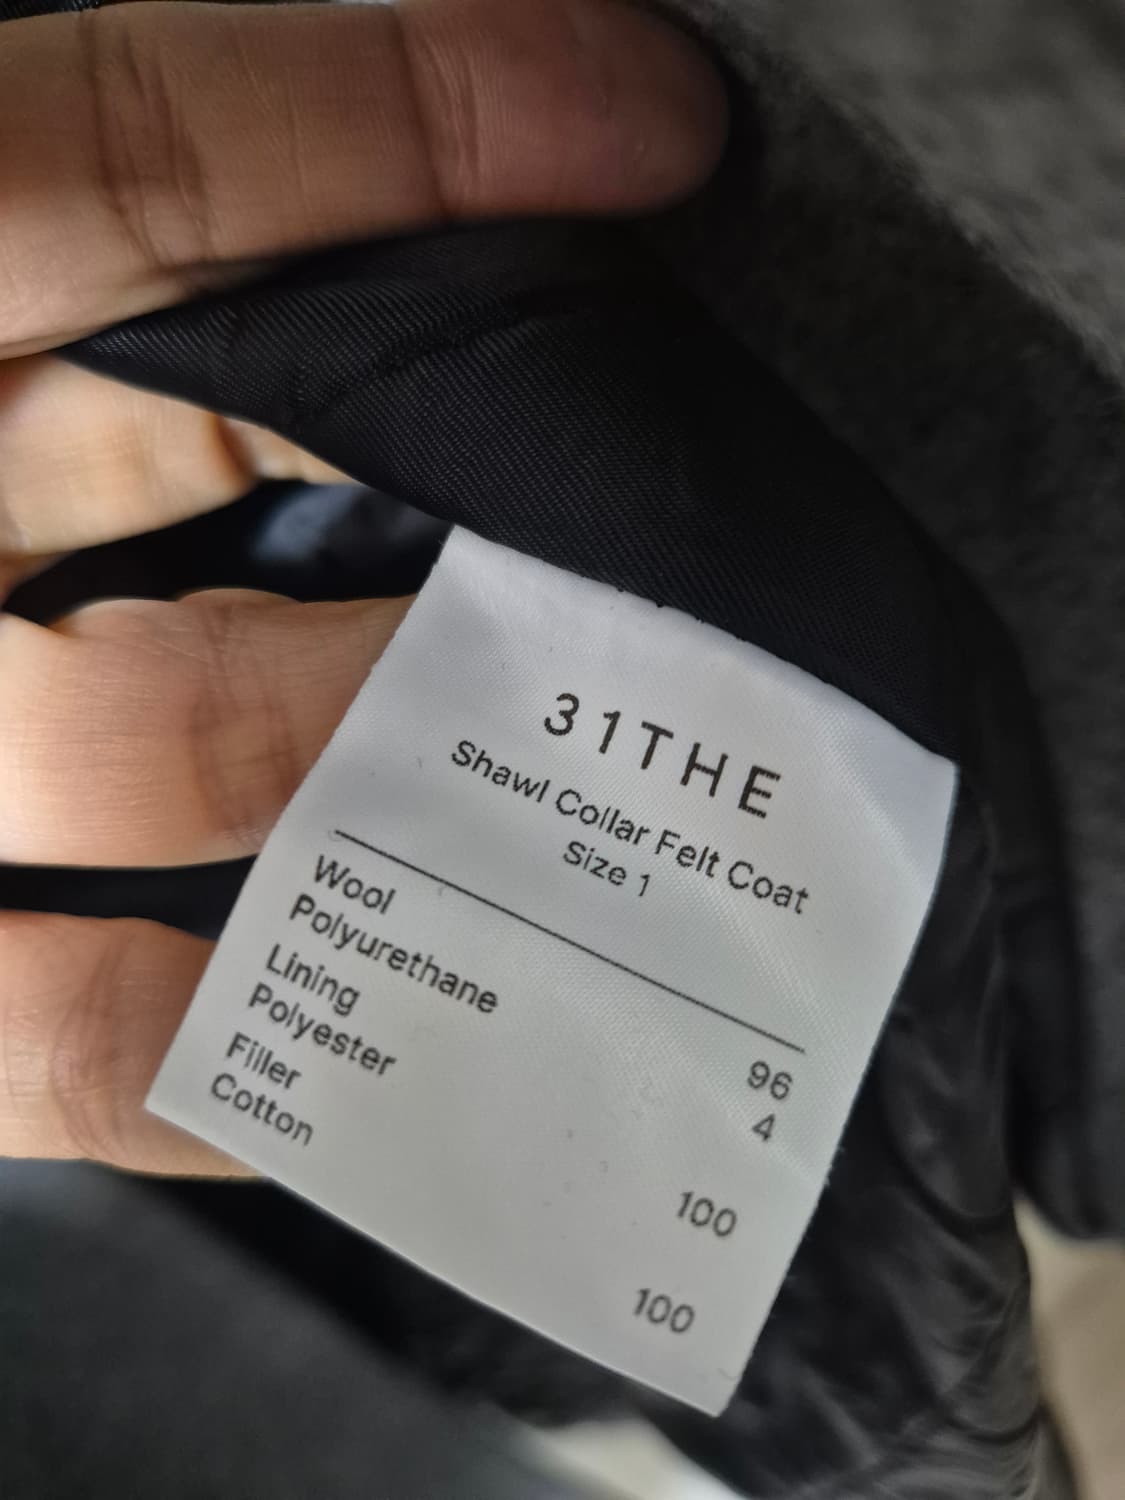 31THE
Shawl Collar Felt Coat
Size 1
Wool 96
Polyurethane 4
Lining
Polyester 100
Filler
Cotton 100